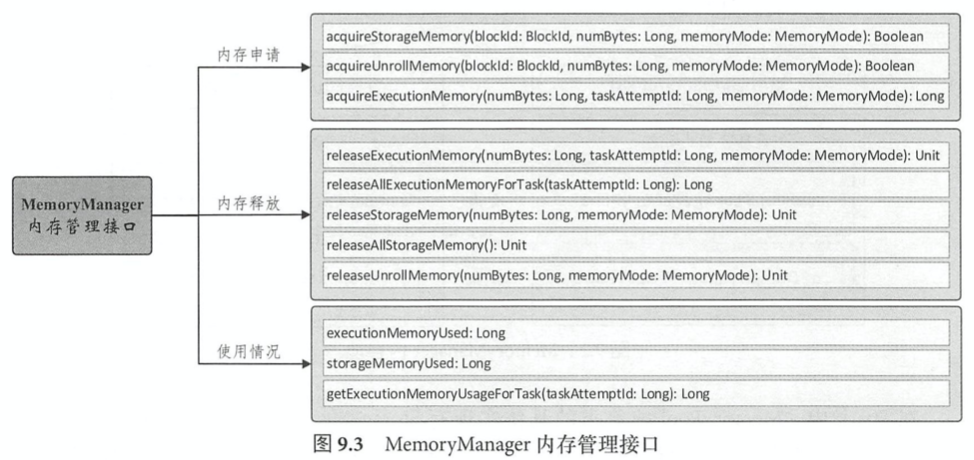 内存申请
acquireStorageMemory(blockId: BlockId, numBytes: Long, memoryMode: MemoryMode): Boolean
acquireUnrollMemory(blockId: BlockId, numBytes: Long, memoryMode: MemoryMode): Boolean
acquireExecutionMemory(numBytes: Long, taskAttemptId: Long, memoryMode: MemoryMode): Long
MemoryManager
内存管理接口
内存释放
releaseExecutionMemory(numBytes: Long, taskAttemptId: Long, memoryMode: MemoryMode): Unit
releaseAllExecutionMemoryForTask(taskAttemptId: Long): Long
releaseStorageMemory(numBytes: Long, memoryMode: MemoryMode): Unit
releaseAllStorageMemory(): Unit
releaseUnrollMemory(numBytes: Long, memoryMode: MemoryMode): Unit
使用情况
executionMemoryUsed: Long
storageMemoryUsed: Long
getExecutionMemoryUsageForTask(taskAttemptId: Long): Long
图 9.3 MemoryManager 内存管理接口